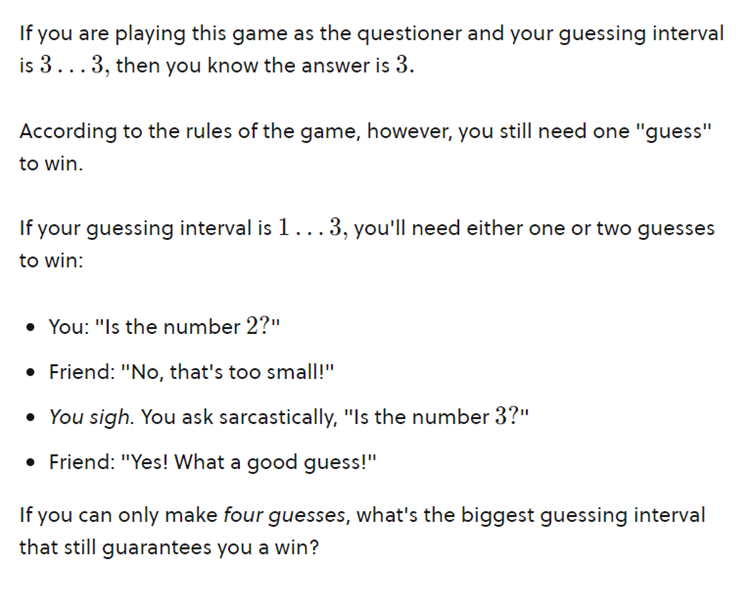 If you are playing this game as the questioner and your guessing interval
is 3 . . . 3, then you know the answer is 3.
According to the rules of the game, however, you still need one "guess"
to win.
If your guessing interval is 1 . . . 3, you'll need either one or two guesses
to win:
• You: "Is the number 2?"
• Friend: "No, that's too small!"
• You sigh. You ask sarcastically, "Is the number 3?"
• Friend: "Yes! What a good guess!"
If you can only make four guesses, what's the biggest guessing interval
that still guarantees you a win?